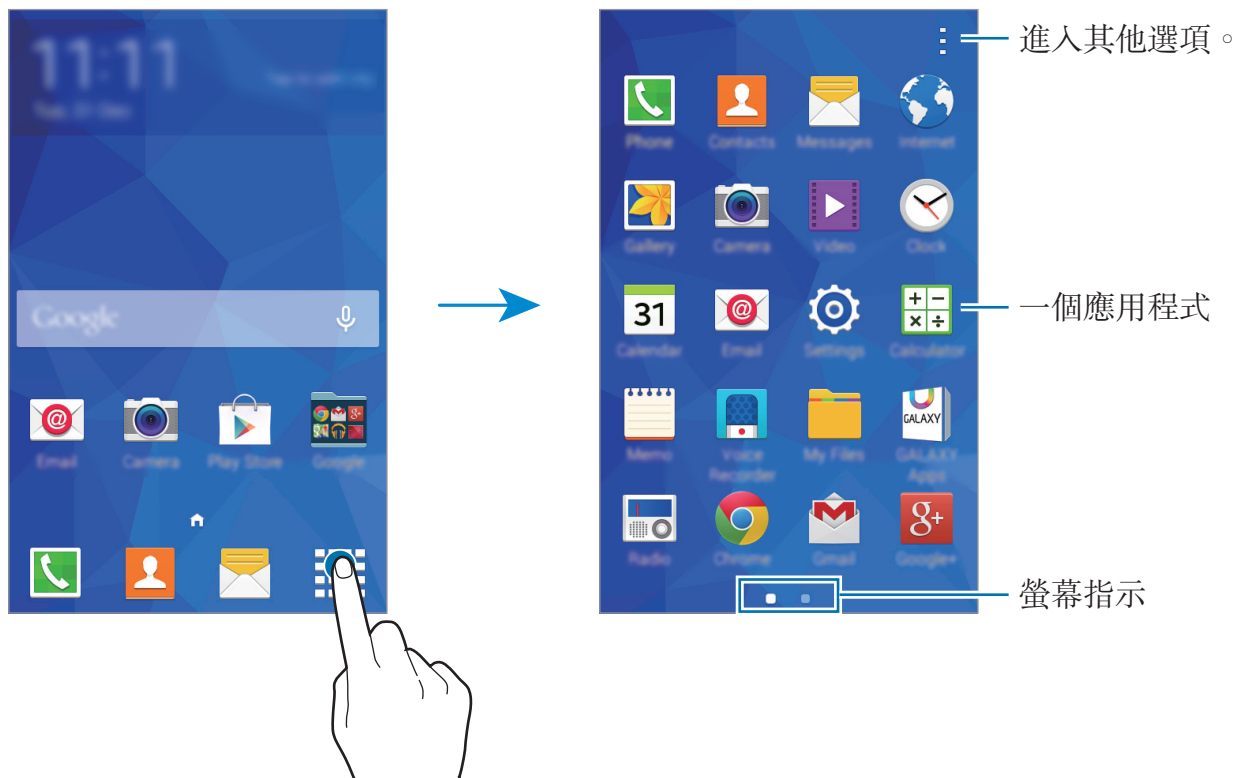 11:11
Google
Email
Camera
Play Store
Google
進入其他選項。
Phone
Contacts
Messages
Internet
Gallery
Camera
Video
Clock
31
一個應用程式
Calendar
Email
Settings
Calculator
GALAXY
Memo
Voice
Recorder
My Files
GALAXY
Apps
8+
Radio
Chrome
Gmail
Google+
螢幕指示